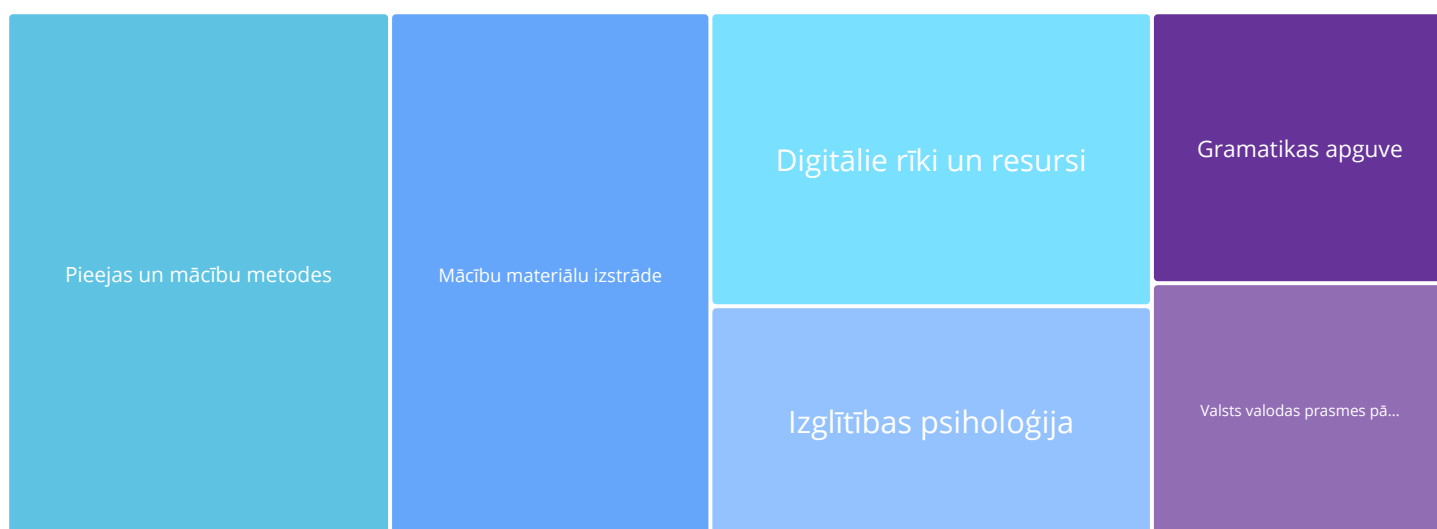 Pieejas un mācību metodes
Mācību materiālu izstrāde
Digitālie rīki un resursi
Izglītības psiholoģija
Gramatikas apguve
Valsts valodas prasmes pā...